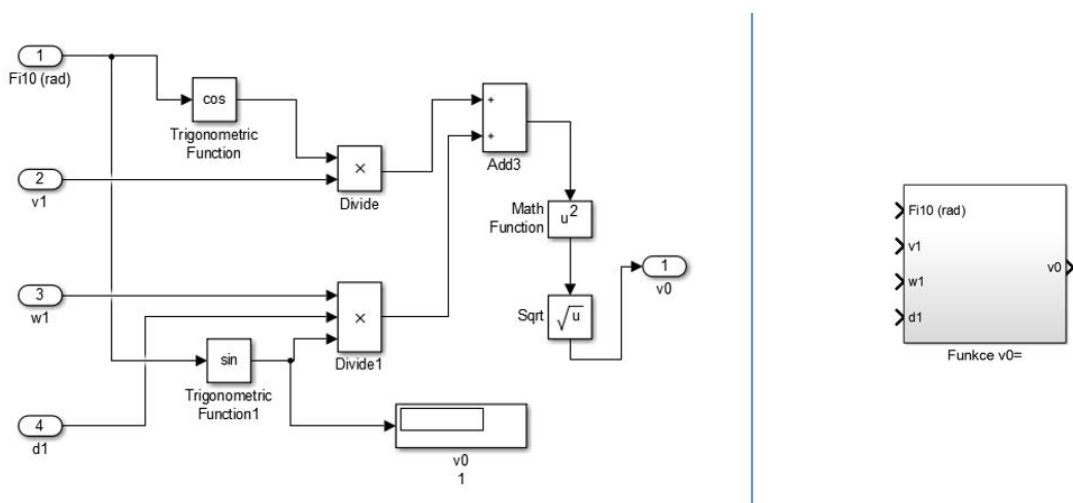 1
Fi10 (rad)
cos
Trigonometric
Function
2
v1
×
Divide
+
+
Add3
Math
Function
u²
Sqrt
√u
1
v0
3
w1
×
Divide1
sin
Trigonometric
Function1
4
d1
v0
1
Fi10 (rad)
v1
w1
d1
v0
Funkce v0=